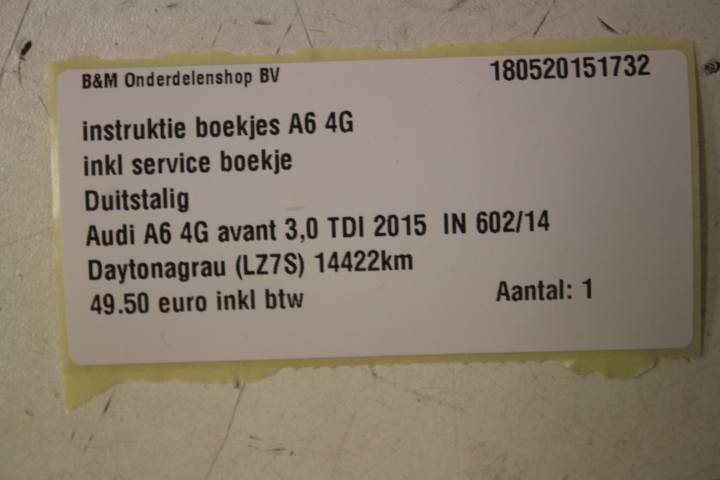 B&M Onderdelenshop BV 180520151732
instruktie boekjes A6 4G
inkl service boekje
Duitstalig
Audi A6 4G avant 3,0 TDI 2015 IN 602/14
Daytonagrau (LZ7S) 14422km
49.50 euro inkl btw Aantal: 1